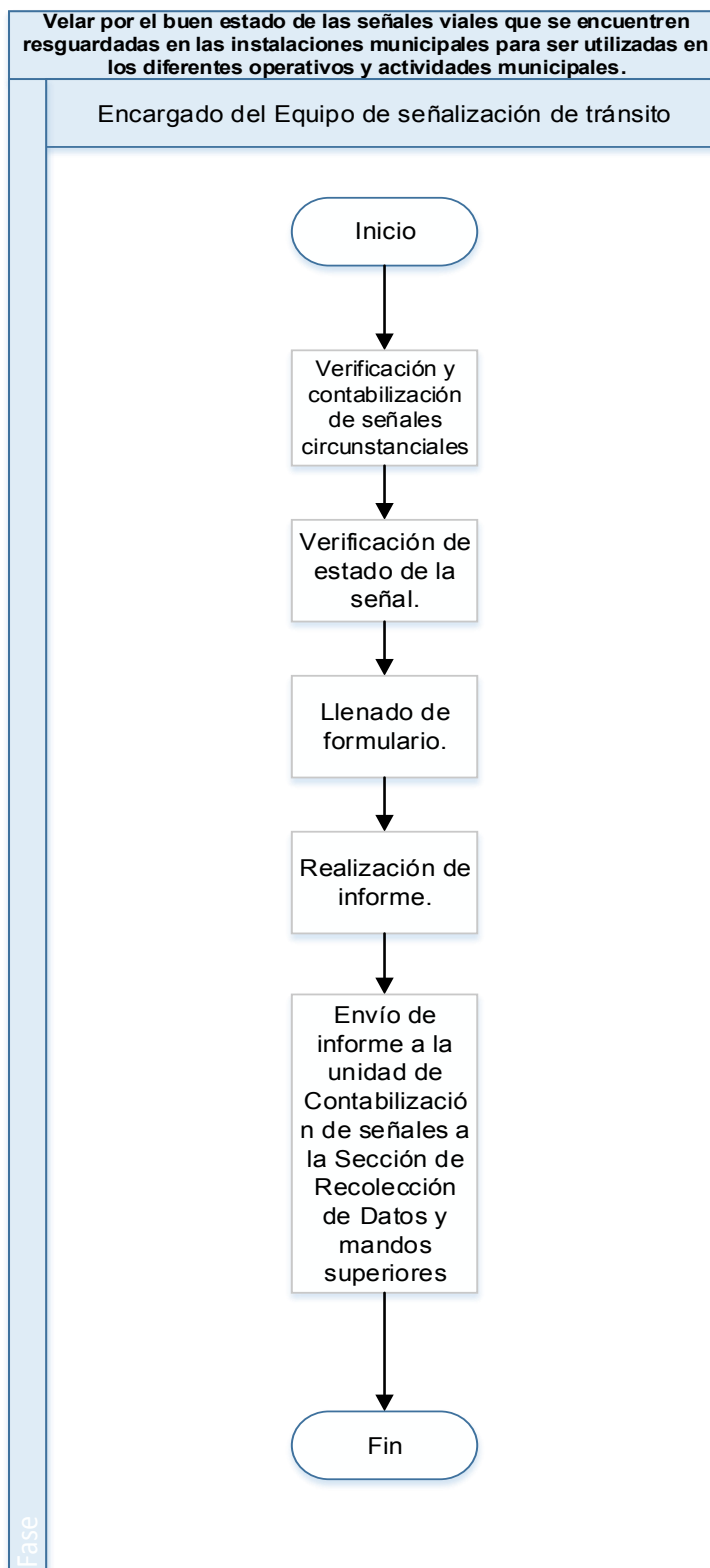 Velar por el buen estado de las señales viales que se encuentren
resguardadas en las instalaciones municipales para ser utilizadas en
los diferentes operativos y actividades municipales.
Encargado del Equipo de señalización de tránsito
Inicio
Verificación y
contabilización
de señales
circunstanciales
Verificación de
estado de la
señal.
Llenado de
formulario.
Realización de
informe.
Envío de
informe a la
unidad de
Contabilizació
n de señales a
la Sección de
Recolección
de Datos y
mandos
superiores
Fin
Fase